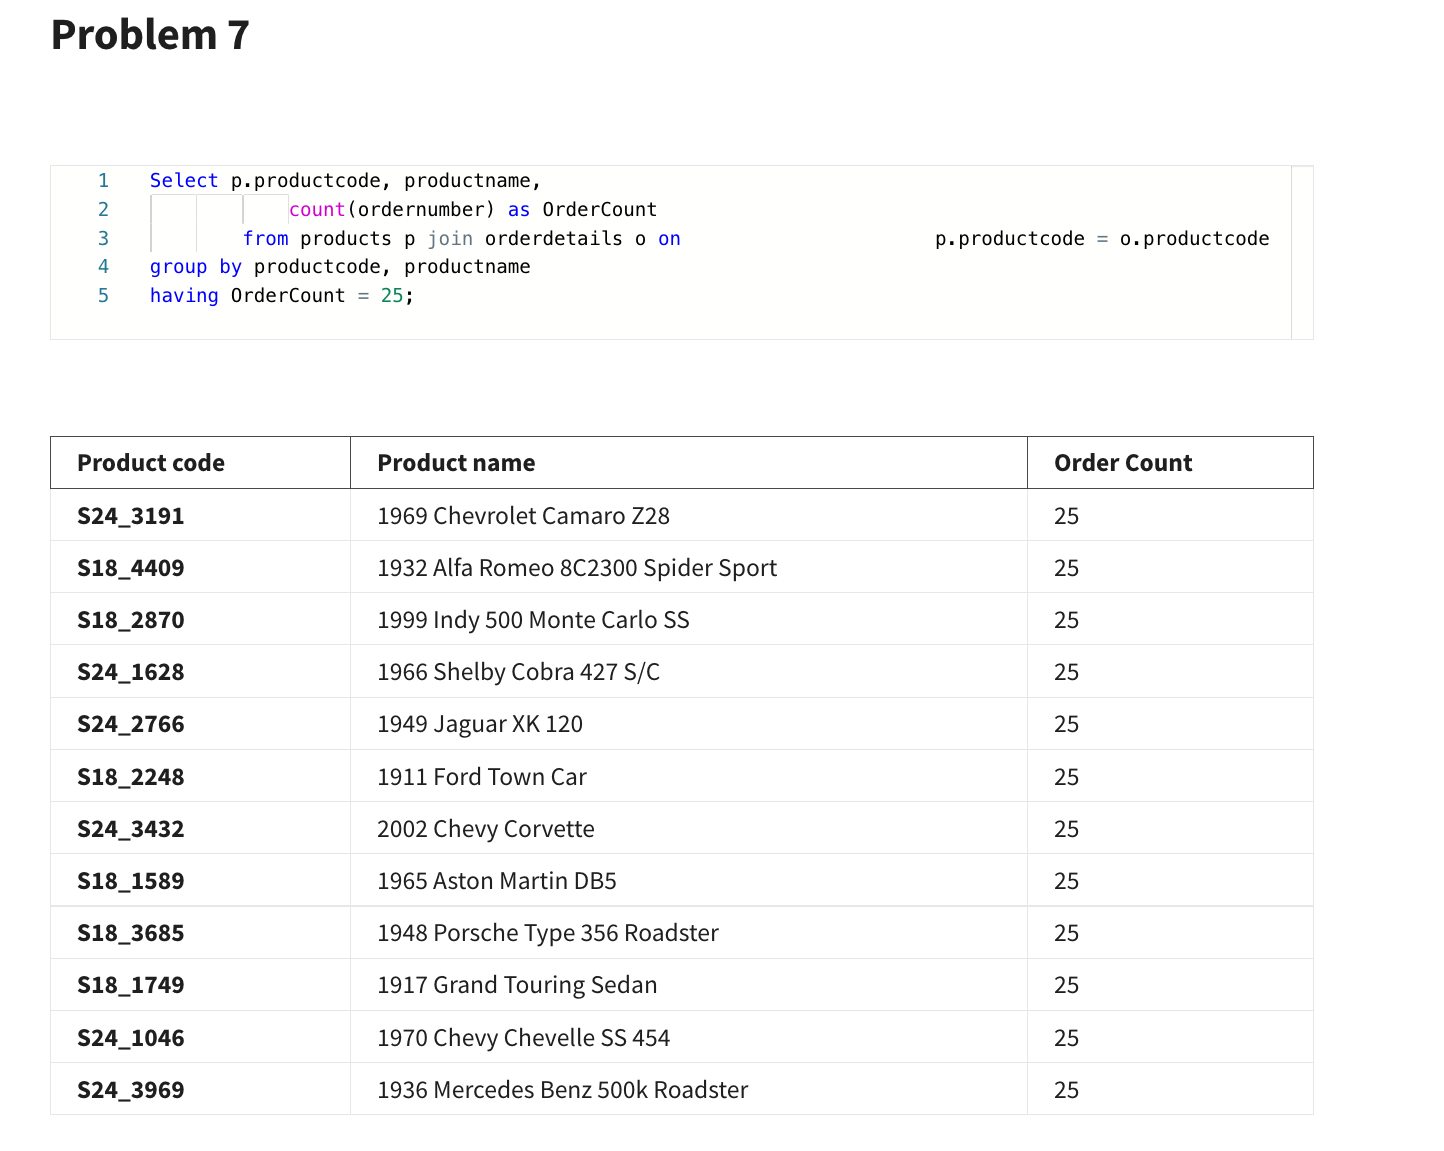 Problem 7
1 Select p.productcode, productname,
2 count(ordernumber) as OrderCount
3 from products p join orderdetails o on p.productcode = o.productcode
4 group by productcode, productname
5 having OrderCount = 25;
Product code Product name Order Count
S24_3191 1969 Chevrolet Camaro Z28 25
S18_4409 1932 Alfa Romeo 8C2300 Spider Sport 25
S18_2870 1999 Indy 500 Monte Carlo SS 25
S24_1628 1966 Shelby Cobra 427 S/C 25
S24_2766 1949 Jaguar XK 120 25
S18_2248 1911 Ford Town Car 25
S24_3432 2002 Chevy Corvette 25
S18_1589 1965 Aston Martin DB5 25
S18_3685 1948 Porsche Type 356 Roadster 25
S18_1749 1917 Grand Touring Sedan 25
S24_1046 1970 Chevy Chevelle SS 454 25
S24_3969 1936 Mercedes Benz 500k Roadster 25